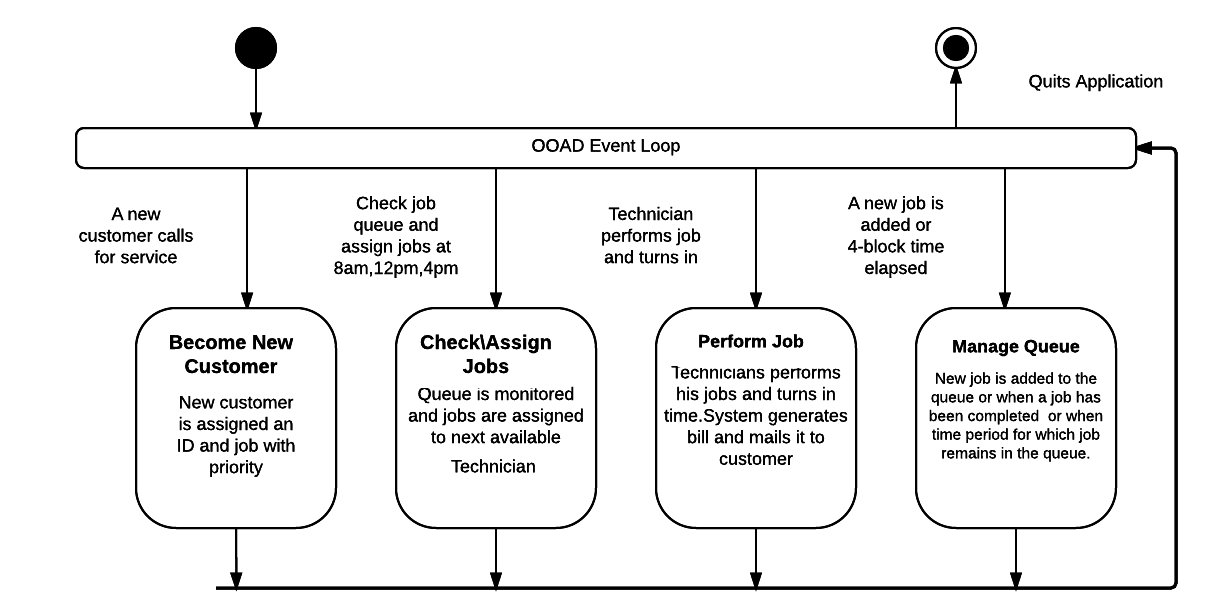 Quits Application
OOAD Event Loop
A new
customer calls
for service
Check job
queue and
assign jobs at
8am,12pm,4pm
Technician
performs job
and turns in
A new job is
added or
4-block time
elapsed
Become New
Customer
New customer
is assigned an
ID and job with
priority
Check\Assign
Jobs
Queue is monitored
and jobs are assigned
to next available
Technician
Perform Job
Technicians performs
his jobs and turns in
time.System generates
bill and mails it to
customer
Manage Queue
New job is added to the
queue or when a job has
been completed or when
time period for which job
remains in the queue.